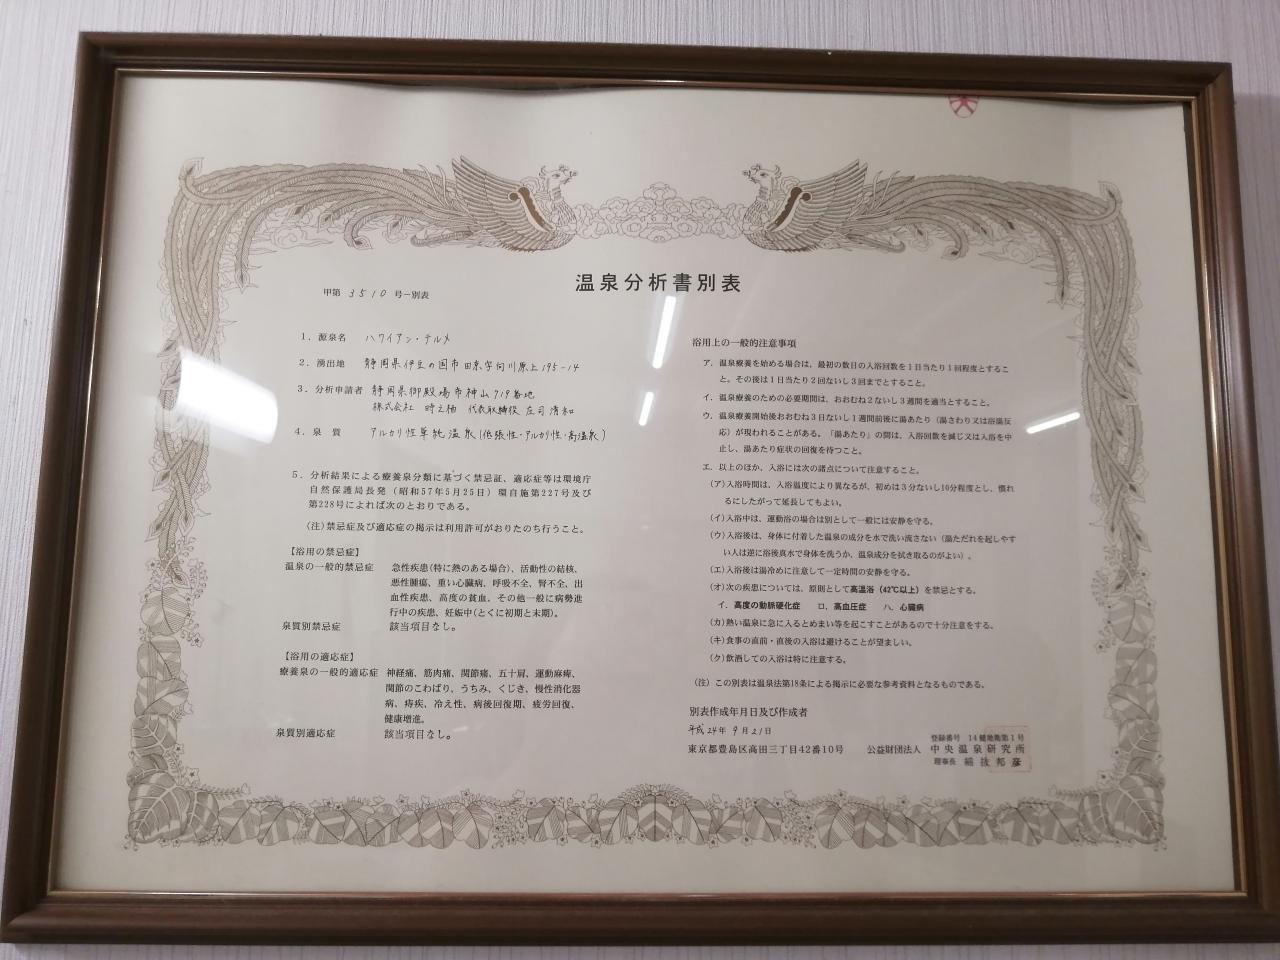 温泉分析書別表
甲第 3510 号－別表
1．源泉名 ハワイアン・テルメ
2．湧出地 静岡県伊豆の国市田京字向川原上195-14
3．分析申請者 静岡県御殿場市神山719番地
株式会社 時之栖 代表取締役 庄司清和
4．泉　質 アルカリ性単純温泉(低張性・アルカリ性・高温泉)
5．分析結果による療養泉分類に基づく禁忌症、適応症等は環境庁
自然保護局長発（昭和57年5月25日）環自施第227号及び
第228号によれば次のとおりである。
（注）禁忌症及び適応症の掲示は利用許可がおりたのち行うこと。
【浴用の禁忌症】
温泉の一般的禁忌症 急性疾患(特に熱のある場合)、活動性の結核、
悪性腫瘍、重い心臓病、呼吸不全、腎不全、出
血性疾患、高度の貧血、その他一般に病勢進
行中の疾患、妊娠中(とくに初期と末期)。
泉質別禁忌症 該当項目なし。
【浴用の適応症】
療養泉の一般的適応症 神経痛、筋肉痛、関節痛、五十肩、運動麻痺、
関節のこわばり、うちみ、くじき、慢性消化器
病、痔疾、冷え性、病後回復期、疲労回復、
健康増進。
泉質別適応症 該当項目なし。
浴用上の一般的注意事項
ア．温泉療養を始める場合は、最初の数日の入浴回数を1日当たり1回程度とするこ
と。その後は1日当たり2回ないし3回までとすること。
イ．温泉療養のための必要期間は、おおむね2ないし3週間を適当とすること。
ウ．温泉療養開始後おおむね3日ないし1週間前後に湯あたり（湯さわり又は浴湯反
応）が現われることがある。「湯あたり」の間は、入浴回数を減じ又は入浴を中
止し、湯あたり症状の回復を待つこと。
エ．以上のほか、入浴には次の諸点について注意すること。
（ア）入浴時間は、入浴温度により異なるが、初めは3分ないし10分程度とし、慣れ
るにしたがって延長してもよい。
（イ）入浴中は、運動浴の場合は別として一般には安静を守る。
（ウ）入浴後は、身体に付着した温泉の成分を水で洗い流さない（湯ただれを起しやす
い人は逆に浴後真水で身体を洗うか、温泉成分を拭き取るのがよい）。
（エ）入浴後は湯冷めに注意して一定時間の安静を守る。
（オ）次の疾患については、原則として高温浴（42℃以上）を禁忌とする。
イ．高度の動脈硬化症 ロ．高血圧症 ハ．心臓病
（カ）熱い温泉に急に入るとめまい等を起こすことがあるので十分注意をする。
（キ）食事の直前・直後の入浴は避けることが望ましい。
（ク）飲酒しての入浴は特に注意する。
（注）この別表は温泉法第18条による掲示に必要な参考資料となるものである。
別表作成年月日及び作成者
平成24年 9月21日
東京都豊島区高田三丁目42番10号
登録番号 14健地衛第1号
公益財団法人 中央温泉研究所
理事長 綿抜邦彦